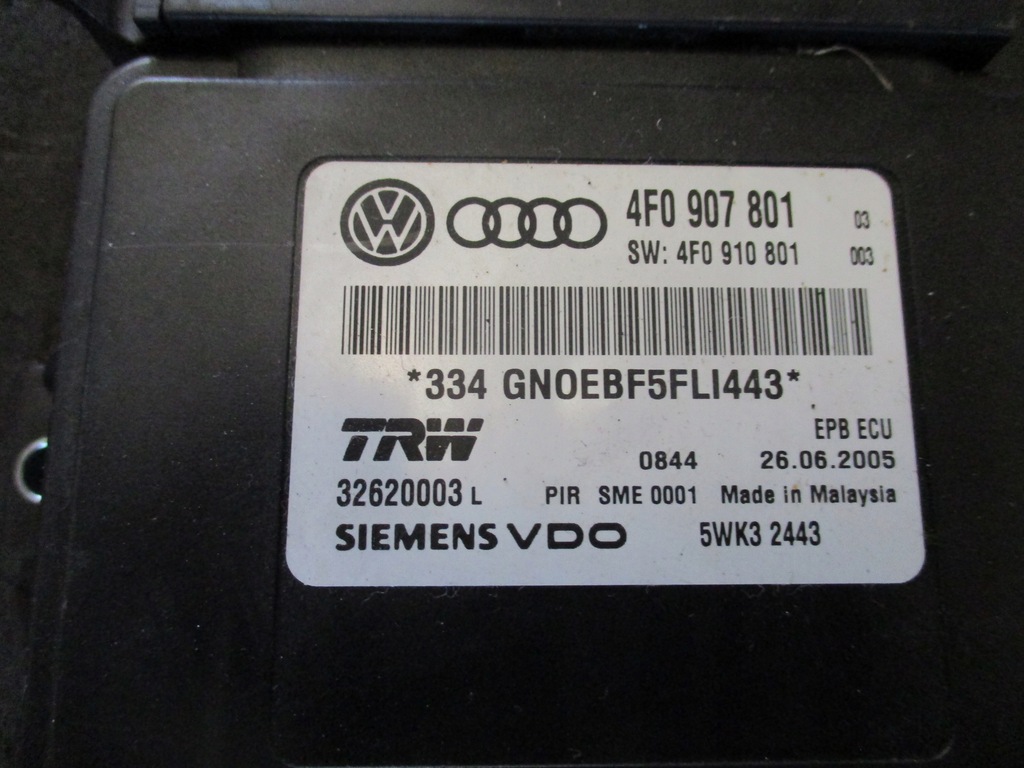 4F0 907 801 03
SW: 4F0 910 801 003
*334 GNOEBF5FLI443*
TRW EPB ECU
0844 26.06.2005
32620003 L PIR SME 0001 Made in Malaysia
SIEMENS VDO 5WK3 2443